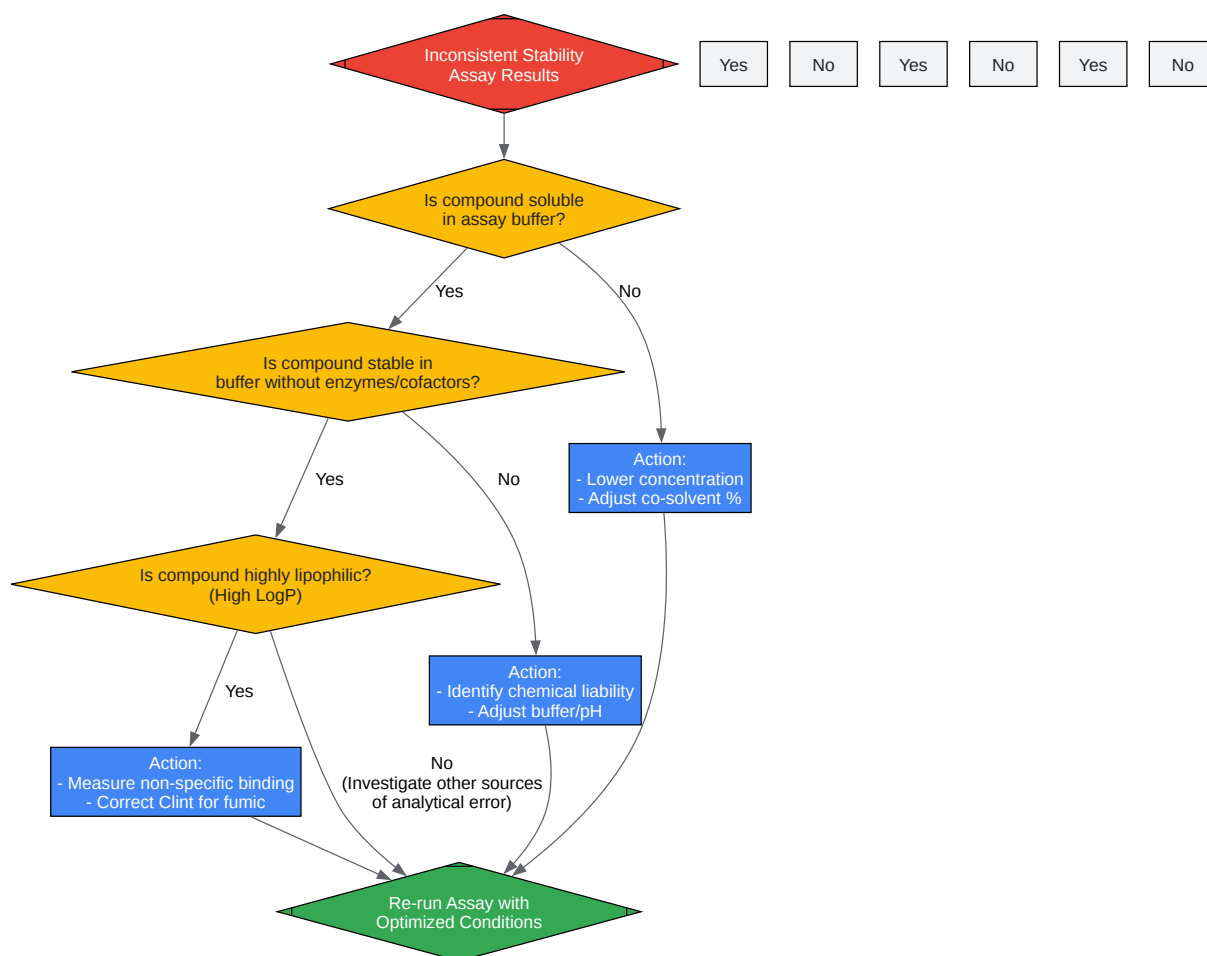 Inconsistent Stability
Assay Results
Yes
No
Yes
No
Yes
No
Is compound soluble
in assay buffer?
Yes
No
Is compound stable in
buffer without enzymes/cofactors?
Action:
- Lower concentration
- Adjust co-solvent %
Yes
No
Is compound highly lipophilic?
(High LogP)
Action:
- Identify chemical liability
- Adjust buffer/pH
Yes
No
(Investigate other sources
of analytical error)
Action:
- Measure non-specific binding
- Correct Clint for fumic
Re-run Assay with
Optimized Conditions